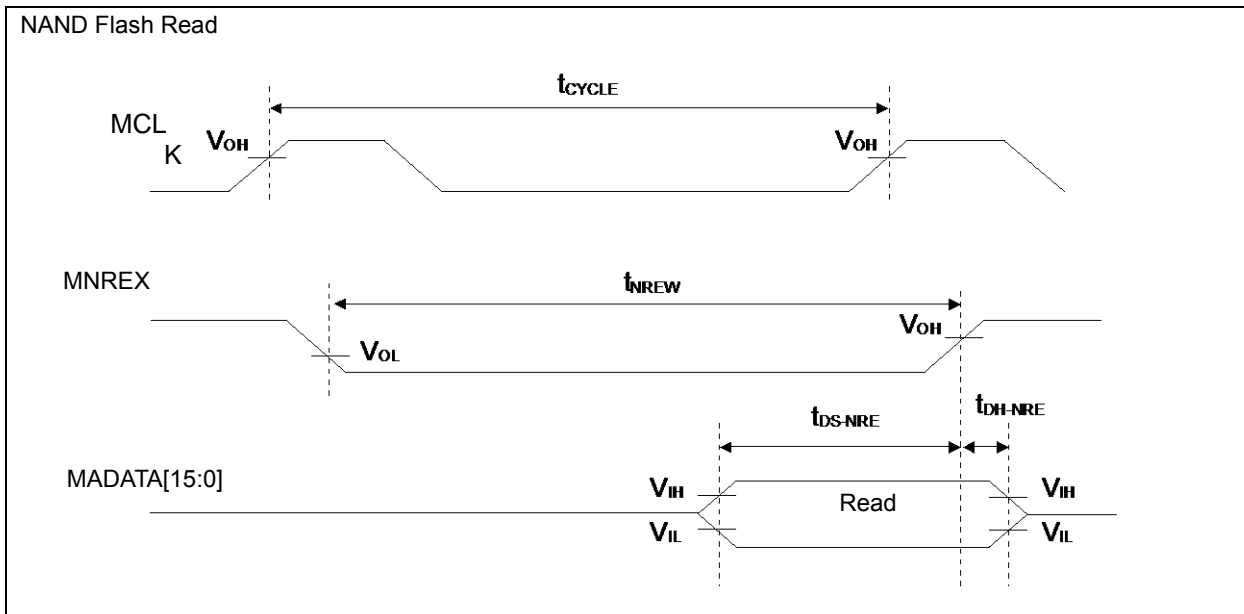 NAND Flash Read
tCYCLE
MCL
K
VOH
VOH
MNREX
tNREW
VOH
VOL
tDS-NRE
tDH-NRE
MADATA[15:0]
VIH
Read
VIH
VIL
VIL